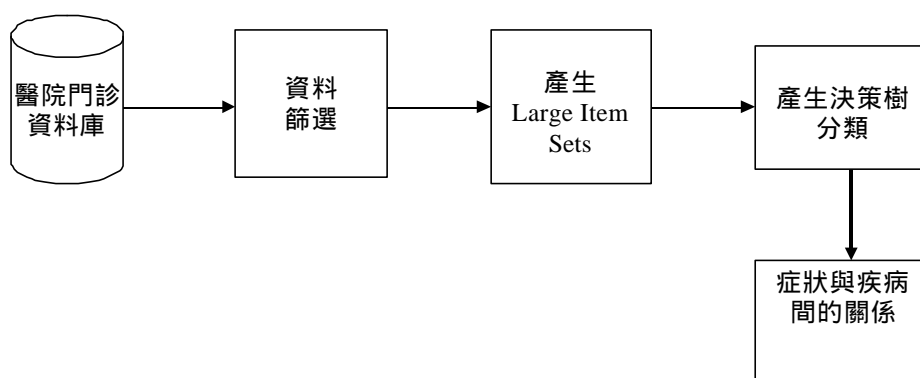 醫院門診
資料庫
資料
篩選
產生
Large Item
Sets
產生決策樹
分類
症狀與疾病
間的關係